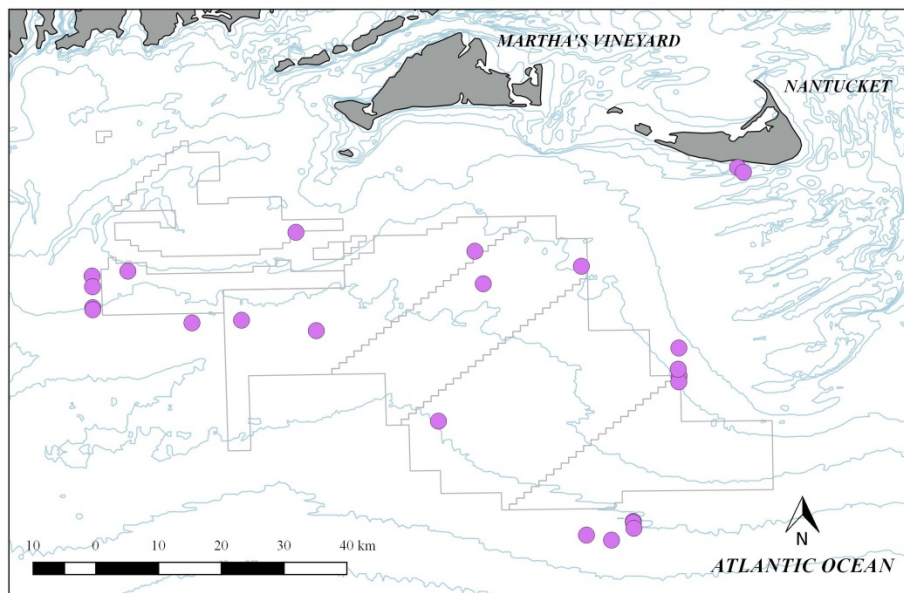 MARTHA'S VINEYARD
NANTUCKET
10 0 10 20 30 40 km
N
ATLANTIC OCEAN